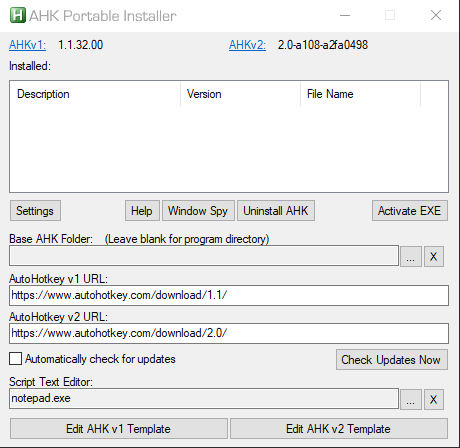 AHK Portable Installer
AHKv1: 1.1.32.00 AHKv2: 2.0-a108-a2fa0498
Installed:
Description Version File Name
Settings Help Window Spy Uninstall AHK Activate EXE
Base AHK Folder: (Leave blank for program directory)
... X
AutoHotkey v1 URL:
https://www.autohotkey.com/download/1.1/
AutoHotkey v2 URL:
https://www.autohotkey.com/download/2.0/
Automatically check for updates Check Updates Now
Script Text Editor:
notepad.exe ... X
Edit AHK v1 Template Edit AHK v2 Template